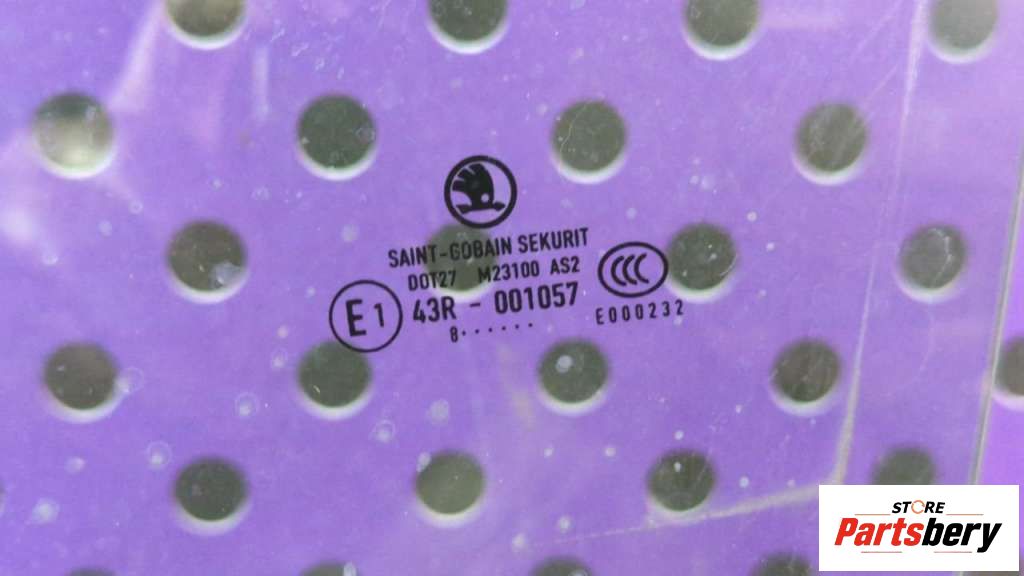 SAINT-GOBAIN SEKURIT
DOT27 M23100 AS2
CCC
E1 43R - 001057
E000232
8······
STORE
Partsbery